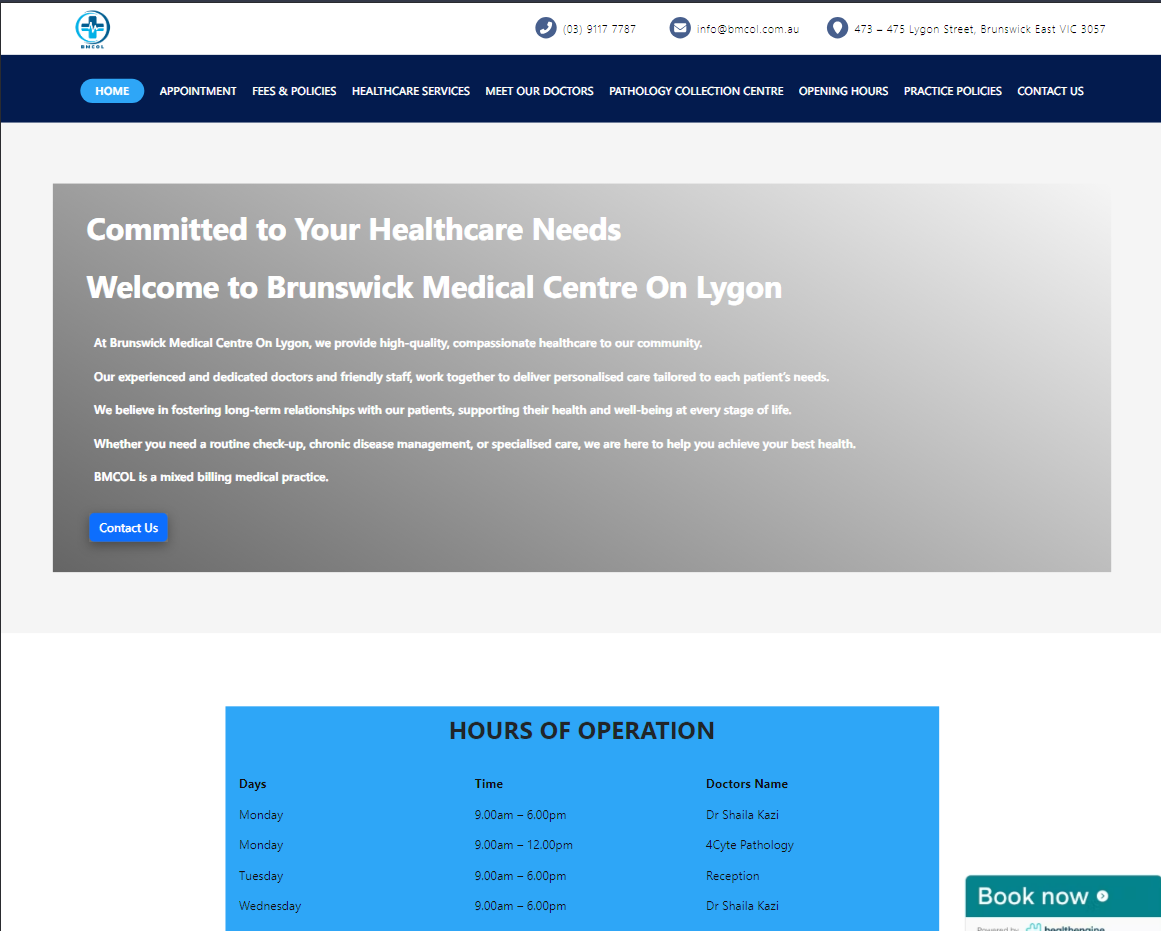 BMCOL
(03) 9117 7787
info@bmcol.com.au
473 – 475 Lygon Street, Brunswick East VIC 3057
HOME
APPOINTMENT
FEES & POLICIES
HEALTHCARE SERVICES
MEET OUR DOCTORS
PATHOLOGY COLLECTION CENTRE
OPENING HOURS
PRACTICE POLICIES
CONTACT US
Committed to Your Healthcare Needs
Welcome to Brunswick Medical Centre On Lygon
At Brunswick Medical Centre On Lygon, we provide high-quality, compassionate healthcare to our community.
Our experienced and dedicated doctors and friendly staff, work together to deliver personalised care tailored to each patient's needs.
We believe in fostering long-term relationships with our patients, supporting their health and well-being at every stage of life.
Whether you need a routine check-up, chronic disease management, or specialised care, we are here to help you achieve your best health.
BMCOL is a mixed billing medical practice.
Contact Us
HOURS OF OPERATION
Days Time Doctors Name
Monday 9.00am – 6.00pm Dr Shaila Kazi
Monday 9.00am – 12.00pm 4Cyte Pathology
Tuesday 9.00am – 6.00pm Reception
Wednesday 9.00am – 6.00pm Dr Shaila Kazi
Book now
Powered by healthengine